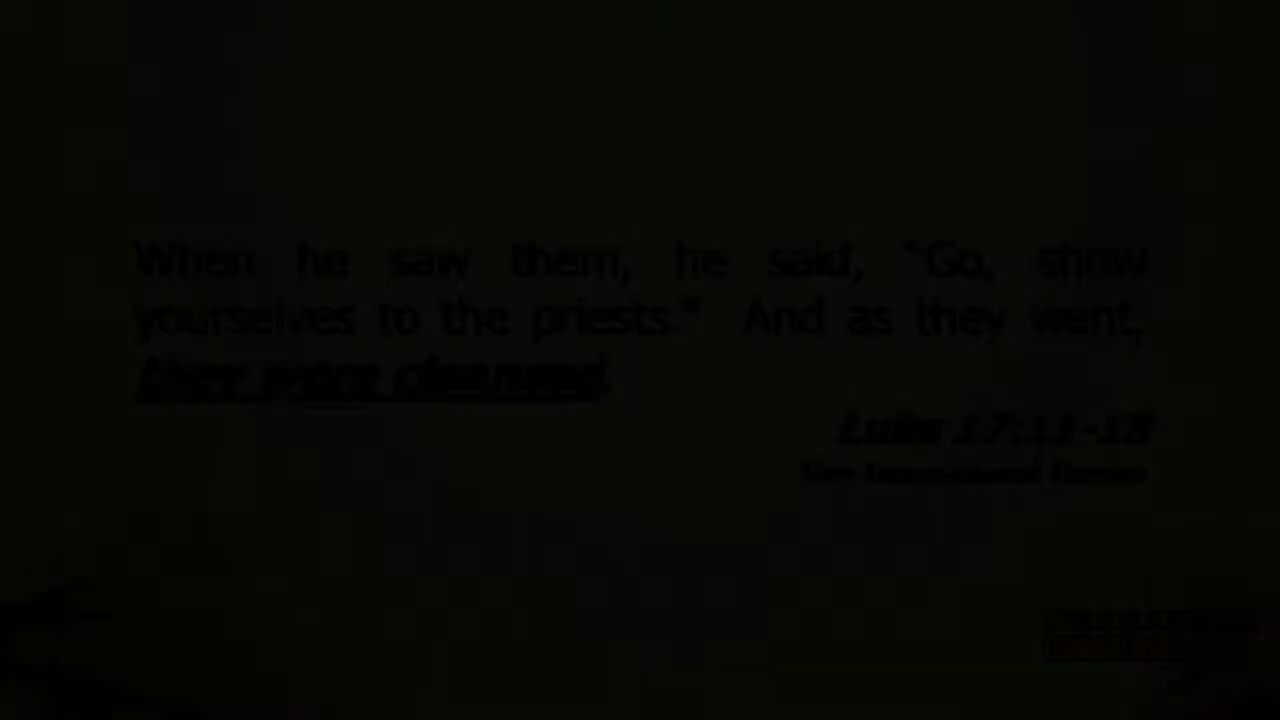 When he saw them, he said, "Go, show
yourselves to the priests." And as they went,
they were cleansed.
Luke 17:11-19
New International Version